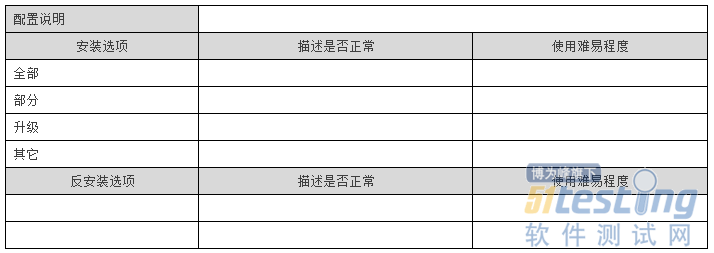 配置说明
安装选项 描述是否正常 使用难易程度
全部
部分
升级
其它
反安装选项 描述是否正常 使用难易程度
博为峰旗下
51testing
软件测试网